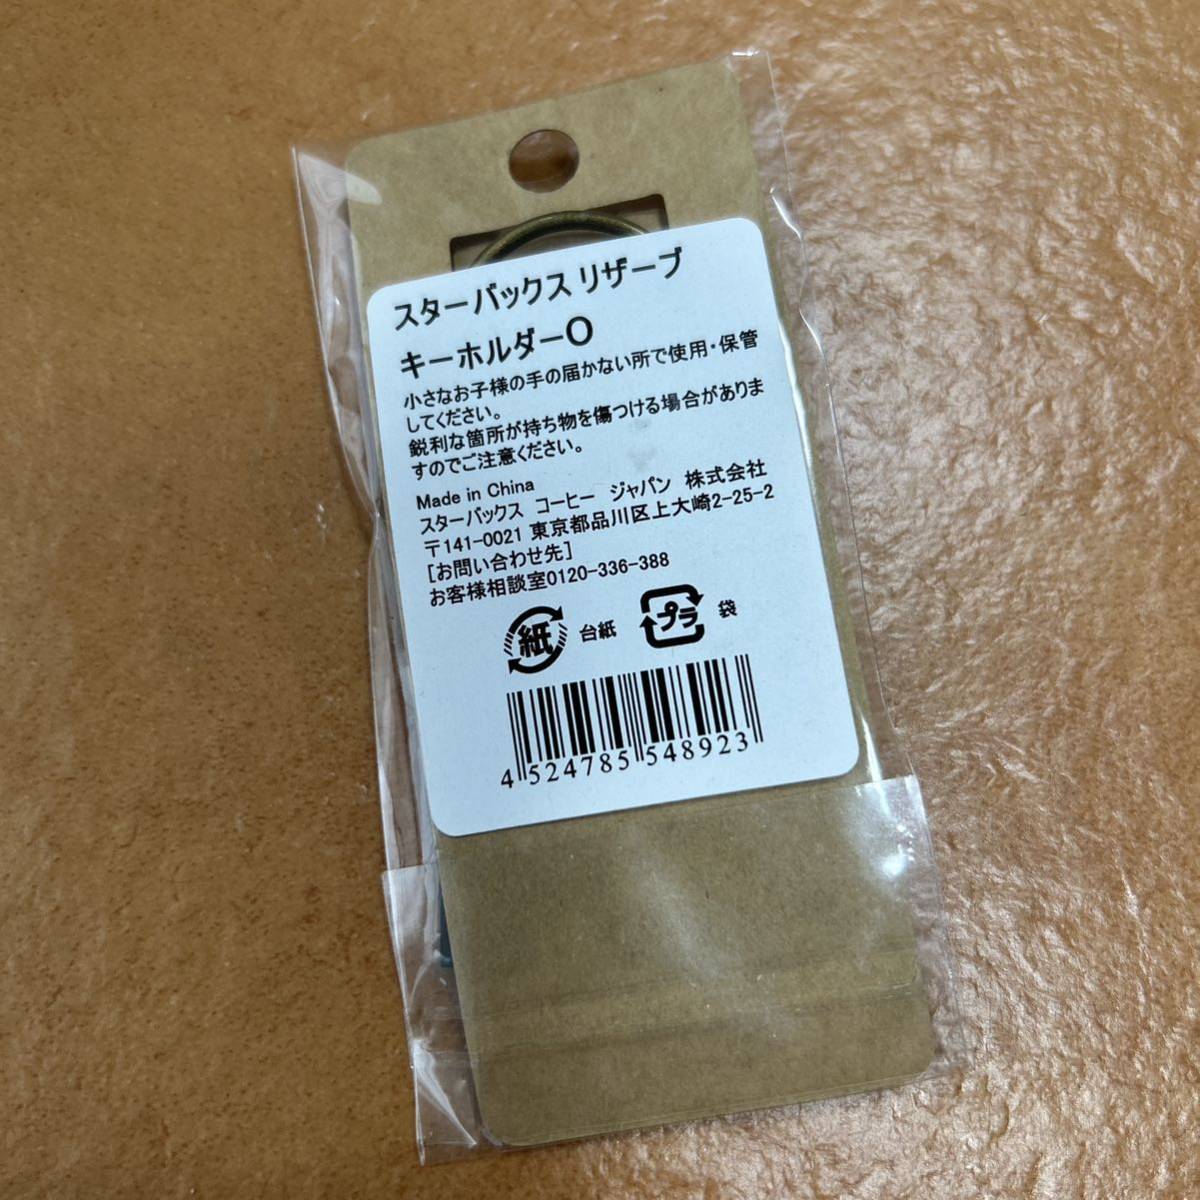 スターバックス リザーブ
キーホルダーO
小さなお子様の手の届かない所で使用・保管
してください。
鋭利な箇所が持ち物を傷つける場合がありま
すのでご注意ください。
Made in China
スターバックス コーヒー ジャパン 株式会社
〒141-0021 東京都品川区上大崎2-25-2
[お問い合わせ先]
お客様相談室0120-336-388
紙 台紙 プラ 袋
4524785548923